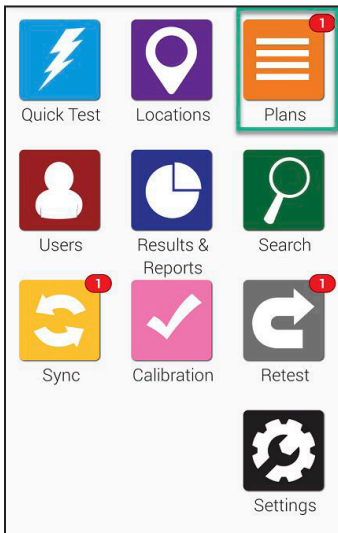 1
Quick Test
Locations
Plans
Users
Results &
Reports
Search
1
1
Sync
Calibration
Retest
Settings